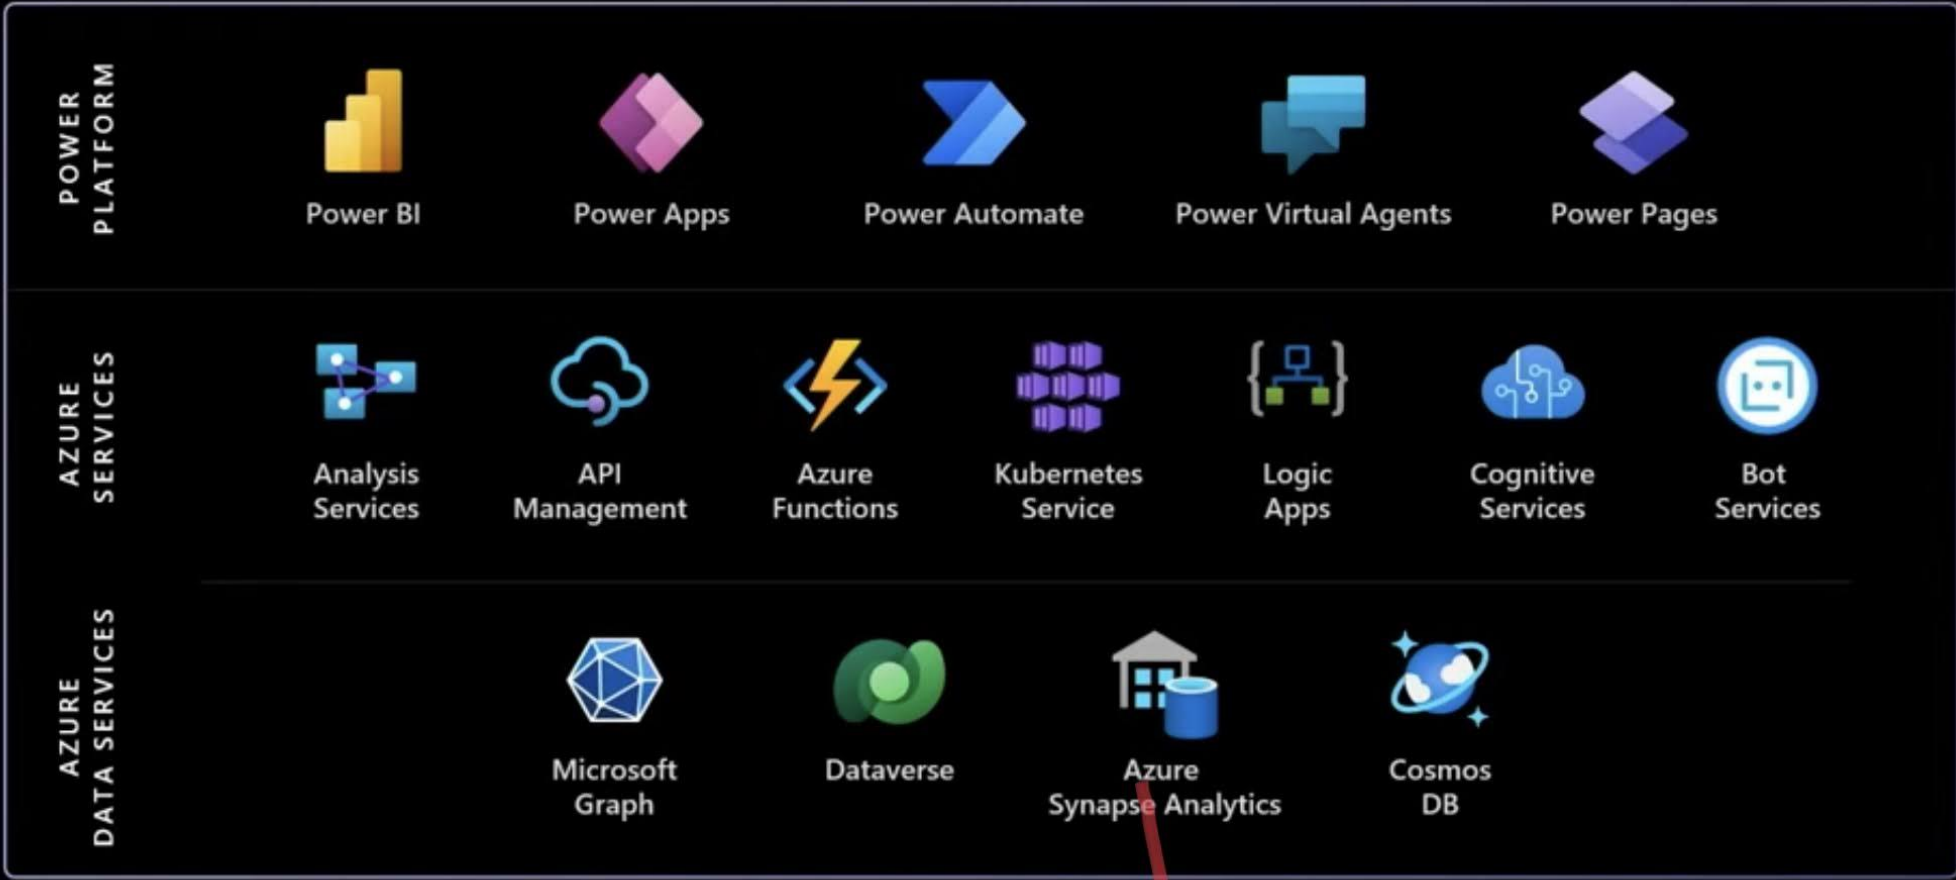 POWER
PLATFORM
Power BI
Power Apps
Power Automate
Power Virtual Agents
Power Pages
AZURE
SERVICES
Analysis
Services
API
Management
Azure
Functions
Kubernetes
Service
Logic
Apps
Cognitive
Services
Bot
Services
AZURE
DATA SERVICES
Microsoft
Graph
Dataverse
Azure
Synapse Analytics
Cosmos
DB